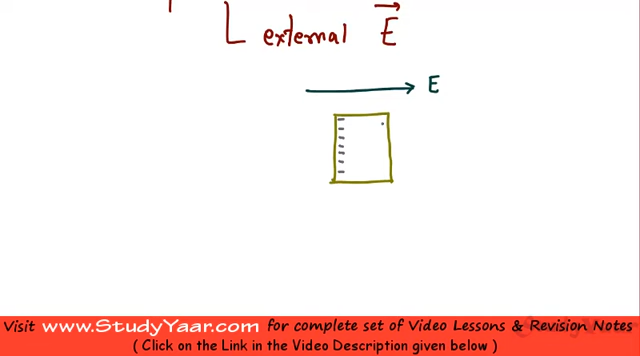 L external E
E
Visit www.StudyYaar.com for complete set of Video Lessons & Revision Notes
( Click on the Link in the Video Description given below )